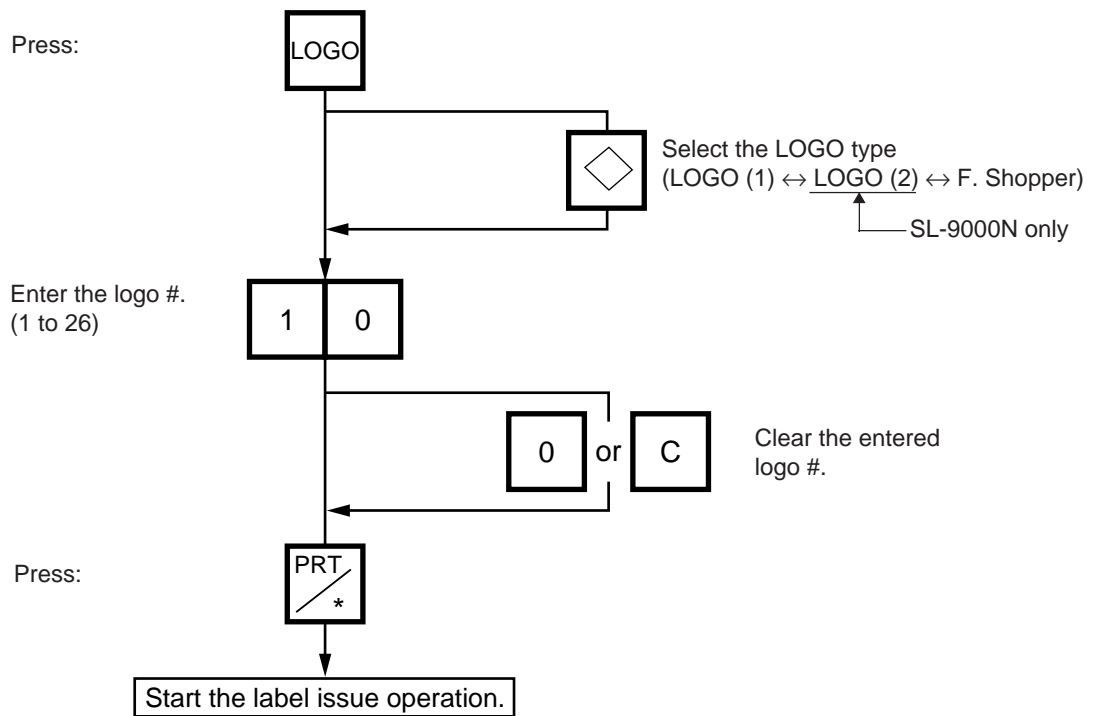 Press:
LOGO
Select the LOGO type
(LOGO (1) ↔ LOGO (2) ↔ F. Shopper)
SL-9000N only
Enter the logo #.
(1 to 26)
1 0
0 or C
Clear the entered
logo #.
Press:
PRT
*
Start the label issue operation.